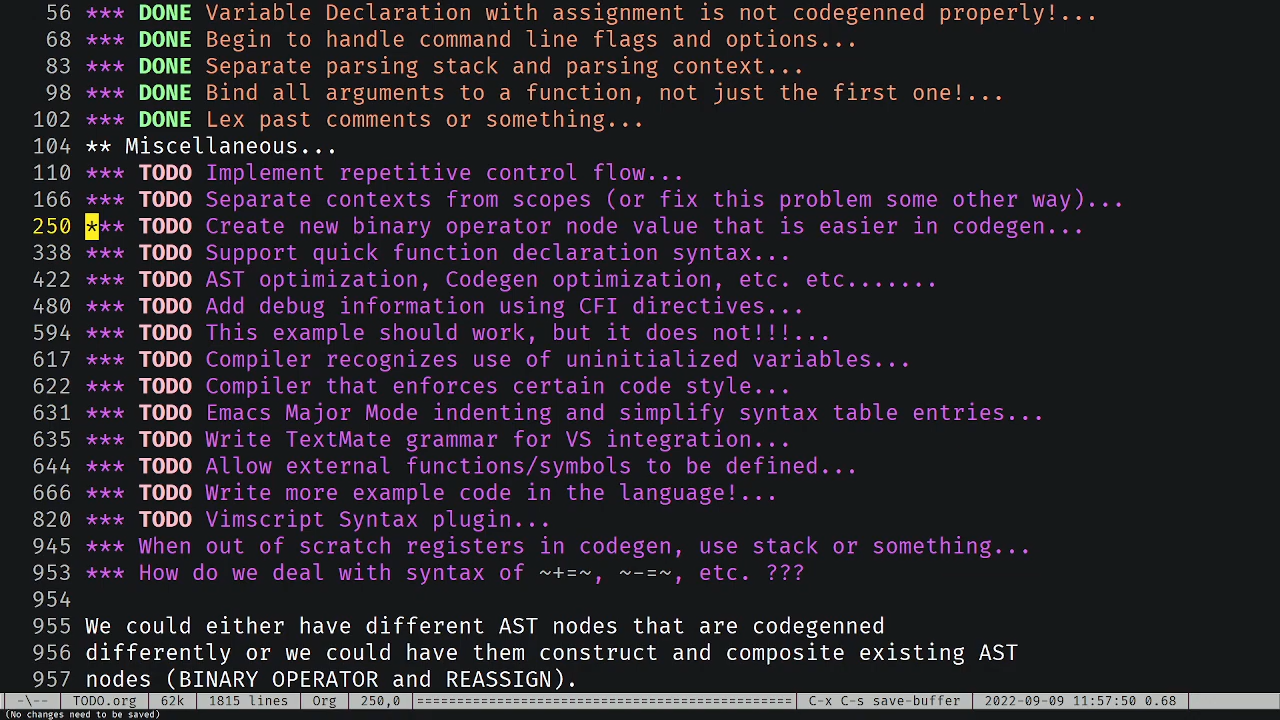 56 *** DONE Variable Declaration with assignment is not codegenned properly!...
68 *** DONE Begin to handle command line flags and options...
83 *** DONE Separate parsing stack and parsing context...
98 *** DONE Bind all arguments to a function, not just the first one!...
102 *** DONE Lex past comments or something...
104 ** Miscellaneous...
110 *** TODO Implement repetitive control flow...
166 *** TODO Separate contexts from scopes (or fix this problem some other way)...
250 *** TODO Create new binary operator node value that is easier in codegen...
338 *** TODO Support quick function declaration syntax...
422 *** TODO AST optimization, Codegen optimization, etc. etc.......
480 *** TODO Add debug information using CFI directives...
594 *** TODO This example should work, but it does not!!!...
617 *** TODO Compiler recognizes use of uninitialized variables...
622 *** TODO Compiler that enforces certain code style...
631 *** TODO Emacs Major Mode indenting and simplify syntax table entries...
635 *** TODO Write TextMate grammar for VS integration...
644 *** TODO Allow external functions/symbols to be defined...
666 *** TODO Write more example code in the language!...
820 *** TODO Vimscript Syntax plugin...
945 *** When out of scratch registers in codegen, use stack or something...
953 *** How do we deal with syntax of ~+=~, ~-=~, etc. ???
954
955 We could either have different AST nodes that are codegenned
956 differently or we could have them construct and composite existing AST
957 nodes (BINARY OPERATOR and REASSIGN).
-\-- TODO.org 62k 1815 lines Org 250,0 ========================================== C-x C-s save-buffer 2022-09-09 11:57:50 0.68
(No changes need to be saved)